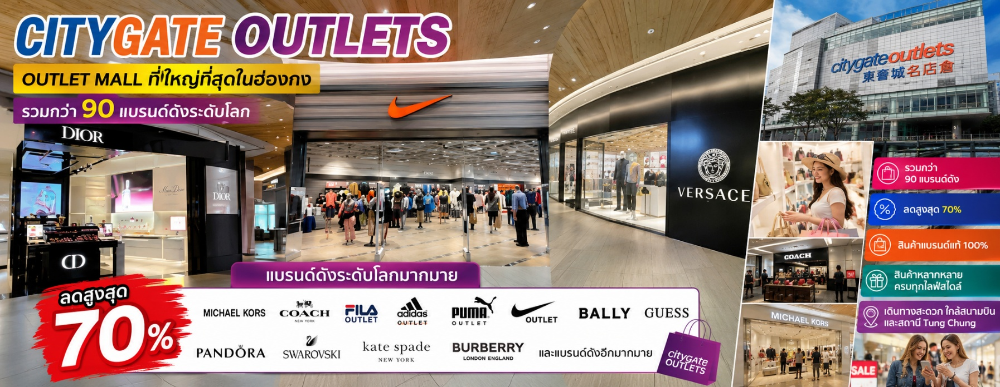 CITYGATE OUTLETS
OUTLET MALL ที่ใหญ่ที่สุดในฮ่องกง
รวมกว่า 90 แบรนด์ดังระดับโลก
DIOR
Miss Dior
DIOR
CD
VERSACE
citygateoutlets
東薈城名店倉
COACH
MICHAEL KORS
SALE
รวมกว่า
90 แบรนด์ดัง
ลดสูงสุด 70%
สินค้าแบรนด์แท้ 100%
สินค้าหลากหลาย
ครบทุกไลฟ์สไตล์
เดินทางสะดวก ใกล้สนามบิน
และสถานี Tung Chung
แบรนด์ดังระดับโลกมากมาย
ลดสูงสุด
70%
MICHAEL KORS
COACH
NEW YORK
FILA
OUTLET
adidas
OUTLET
PUMA
OUTLET
OUTLET
BALLY
GUESS
PANDORA
SWAROVSKI
kate spade
NEW YORK
BURBERRY
LONDON ENGLAND
และแบรนด์ดังอีกมากมาย
cityGate
OUTLETS